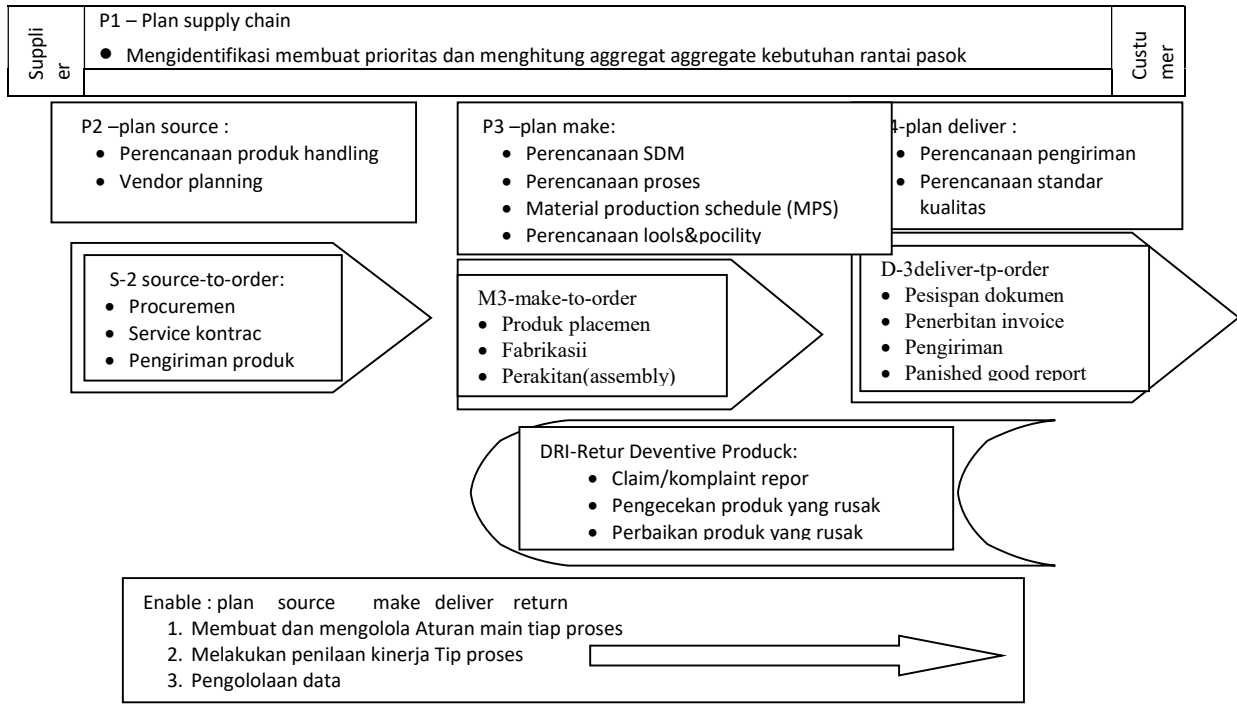 Suppli
er
P1 – Plan supply chain
• Mengidentifikasi membuat prioritas dan menghitung aggregat aggregate kebutuhan rantai pasok
Custu
mer
P2 –plan source :
• Perencanaan produk handling
• Vendor planning
P3 –plan make:
• Perencanaan SDM
• Perencanaan proses
• Material production schedule (MPS)
• Perencanaan lools&pocility
4-plan deliver :
• Perencanaan pengiriman
• Perencanaan standar
kualitas
S-2 source-to-order:
• Procuremen
• Service kontrac
• Pengiriman produk
M3-make-to-order
• Produk placemen
• Fabrikasii
• Perakitan(assembly)
D-3deliver-tp-order
• Pesispan dokumen
• Penerbitan invoice
• Pengiriman
• Panished good report
DRI-Retur Deventive Produck:
• Claim/komplaint repor
• Pengecekan produk yang rusak
• Perbaikan produk yang rusak
Enable : plan source make deliver return
1. Membuat dan mengolola Aturan main tiap proses
2. Melakukan penilaan kinerja Tip proses
3. Pengololaan data